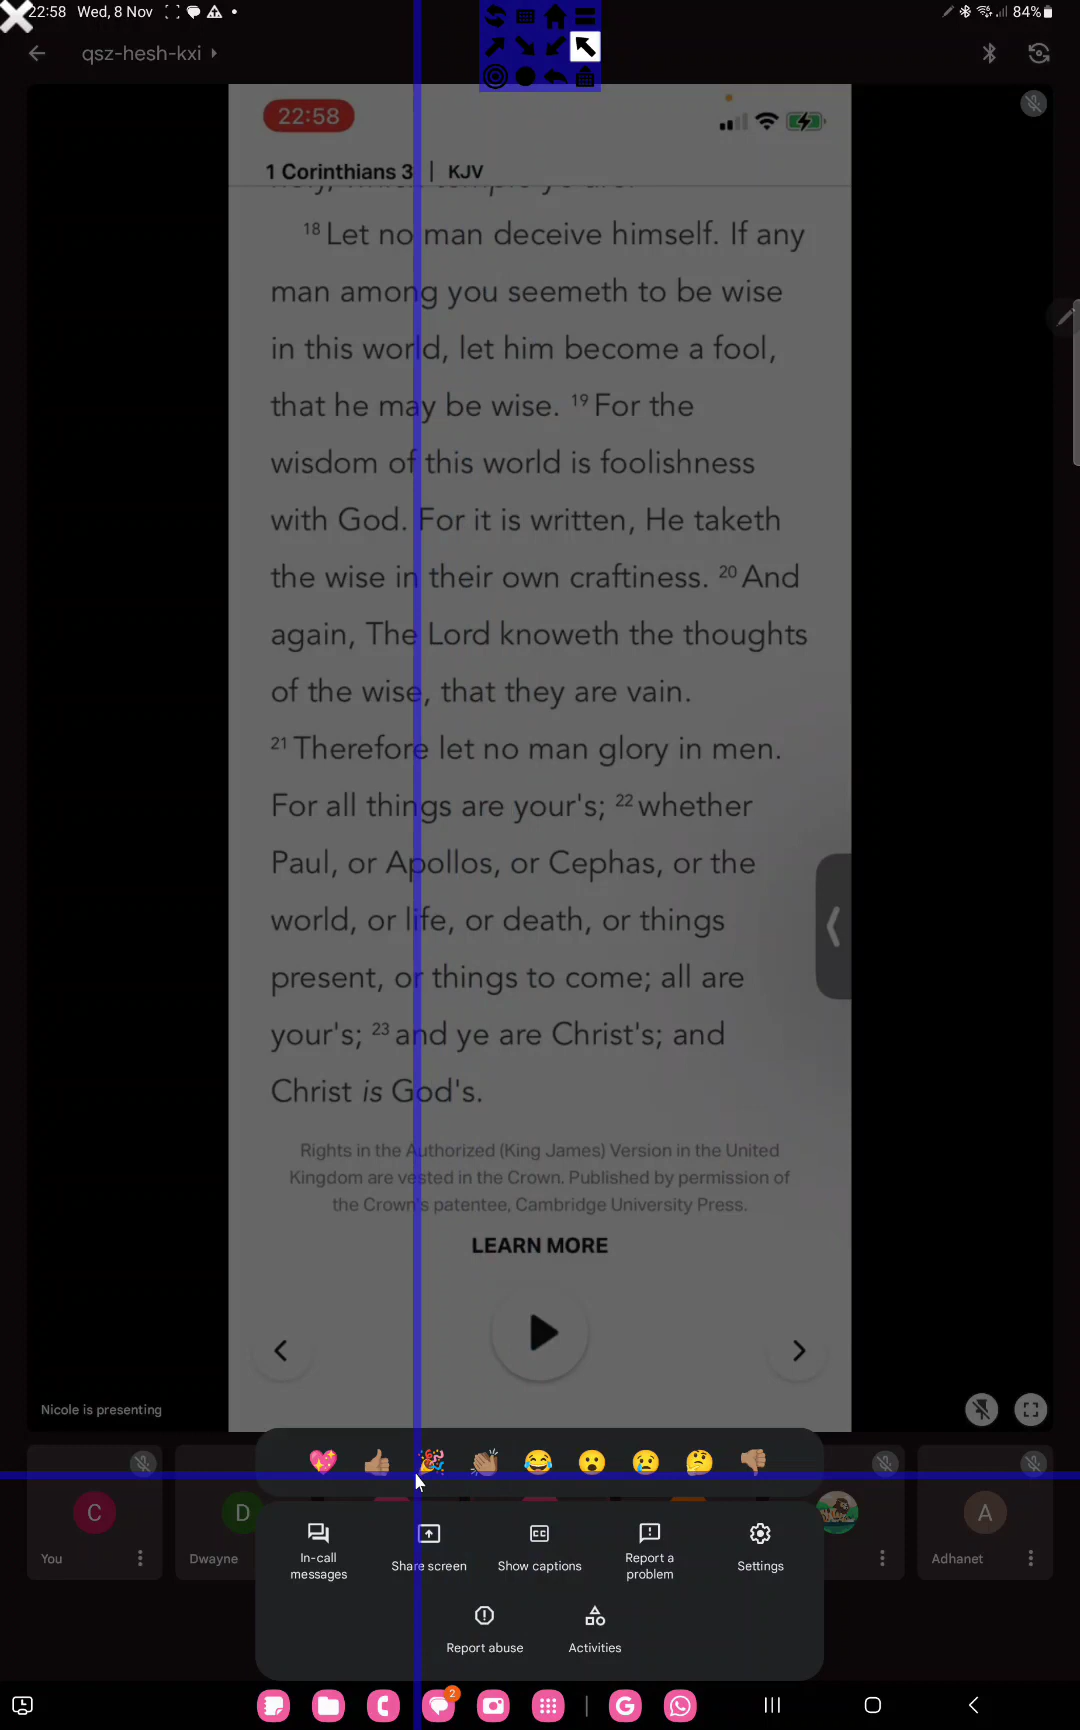 22:58 Wed, 8 Nov
84%
qsz-hesh-kxi
22:58
1 Corinthians 3 | KJV
holy, which temple ye are.
18 Let no man deceive himself. If any
man among you seemeth to be wise
in this world, let him become a fool,
that he may be wise. 19 For the
wisdom of this world is foolishness
with God. For it is written, He taketh
the wise in their own craftiness. 20 And
again, The Lord knoweth the thoughts
of the wise, that they are vain.
21 Therefore let no man glory in men.
For all things are your's; 22 whether
Paul, or Apollos, or Cephas, or the
world, or life, or death, or things
present, or things to come; all are
your's; 23 and ye are Christ's; and
Christ is God's.
Rights in the Authorized (King James) Version in the United
Kingdom are vested in the Crown. Published by permission of
the Crown's patentee, Cambridge University Press.
LEARN MORE
Nicole is presenting
C
D
A
You
Dwayne
Adhanet
In-call
messages
Share screen
CC
Show captions
Report a
problem
Settings
Report abuse
Activities
2
G